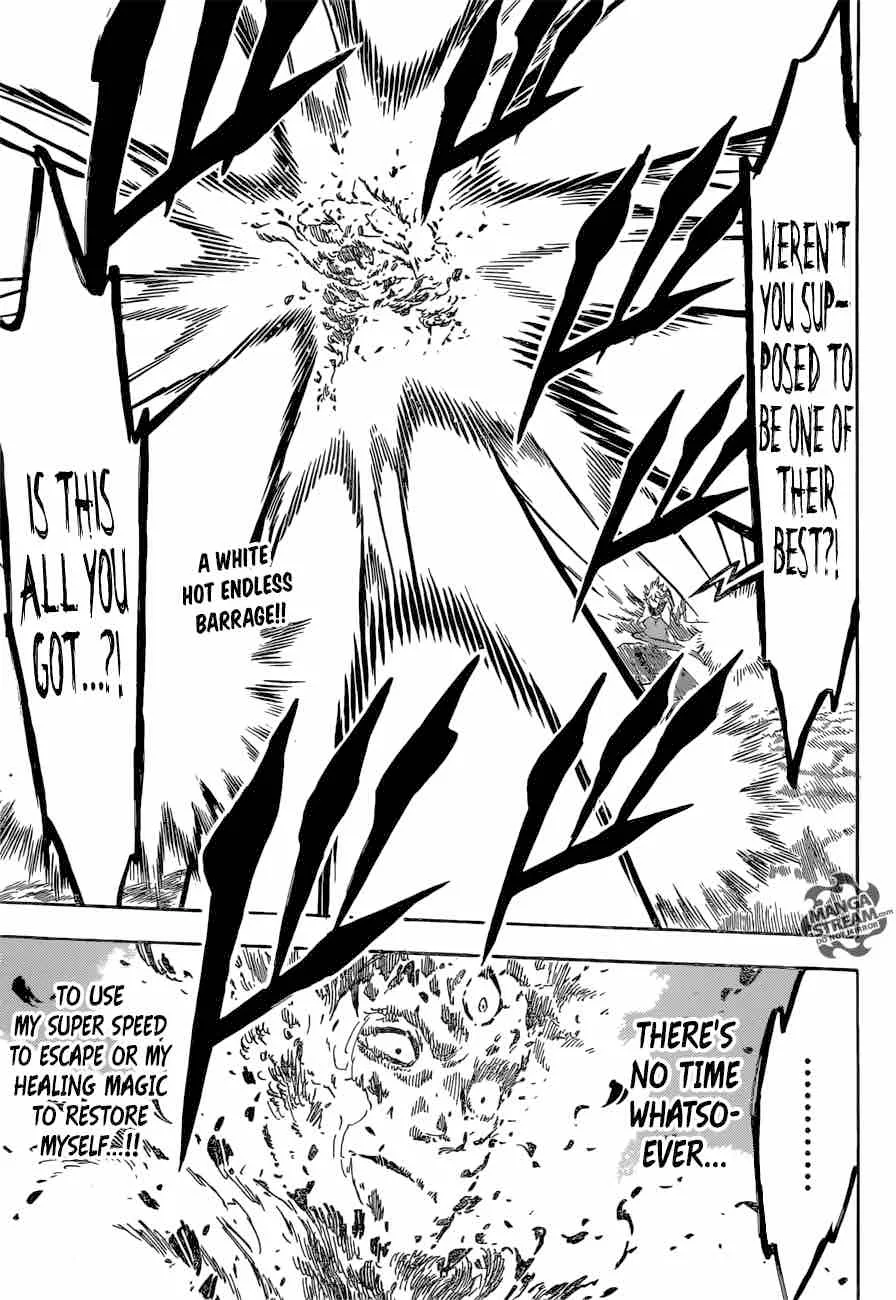 WEREN'T
YOU SUP-
POSED TO
BE ONE OF
THEIR
BEST?!
A WHITE
HOT ENDLESS
BARRAGE!!
IS THIS
ALL YOU
GOT...?!
MANGA
STREAM.com
DO NOT MIRROR
.........
THERE'S
NO TIME
WHATSO-
EVER...
TO USE
MY SUPER SPEED
TO ESCAPE OR MY
HEALING MAGIC
TO RESTORE
MYSELF...!!